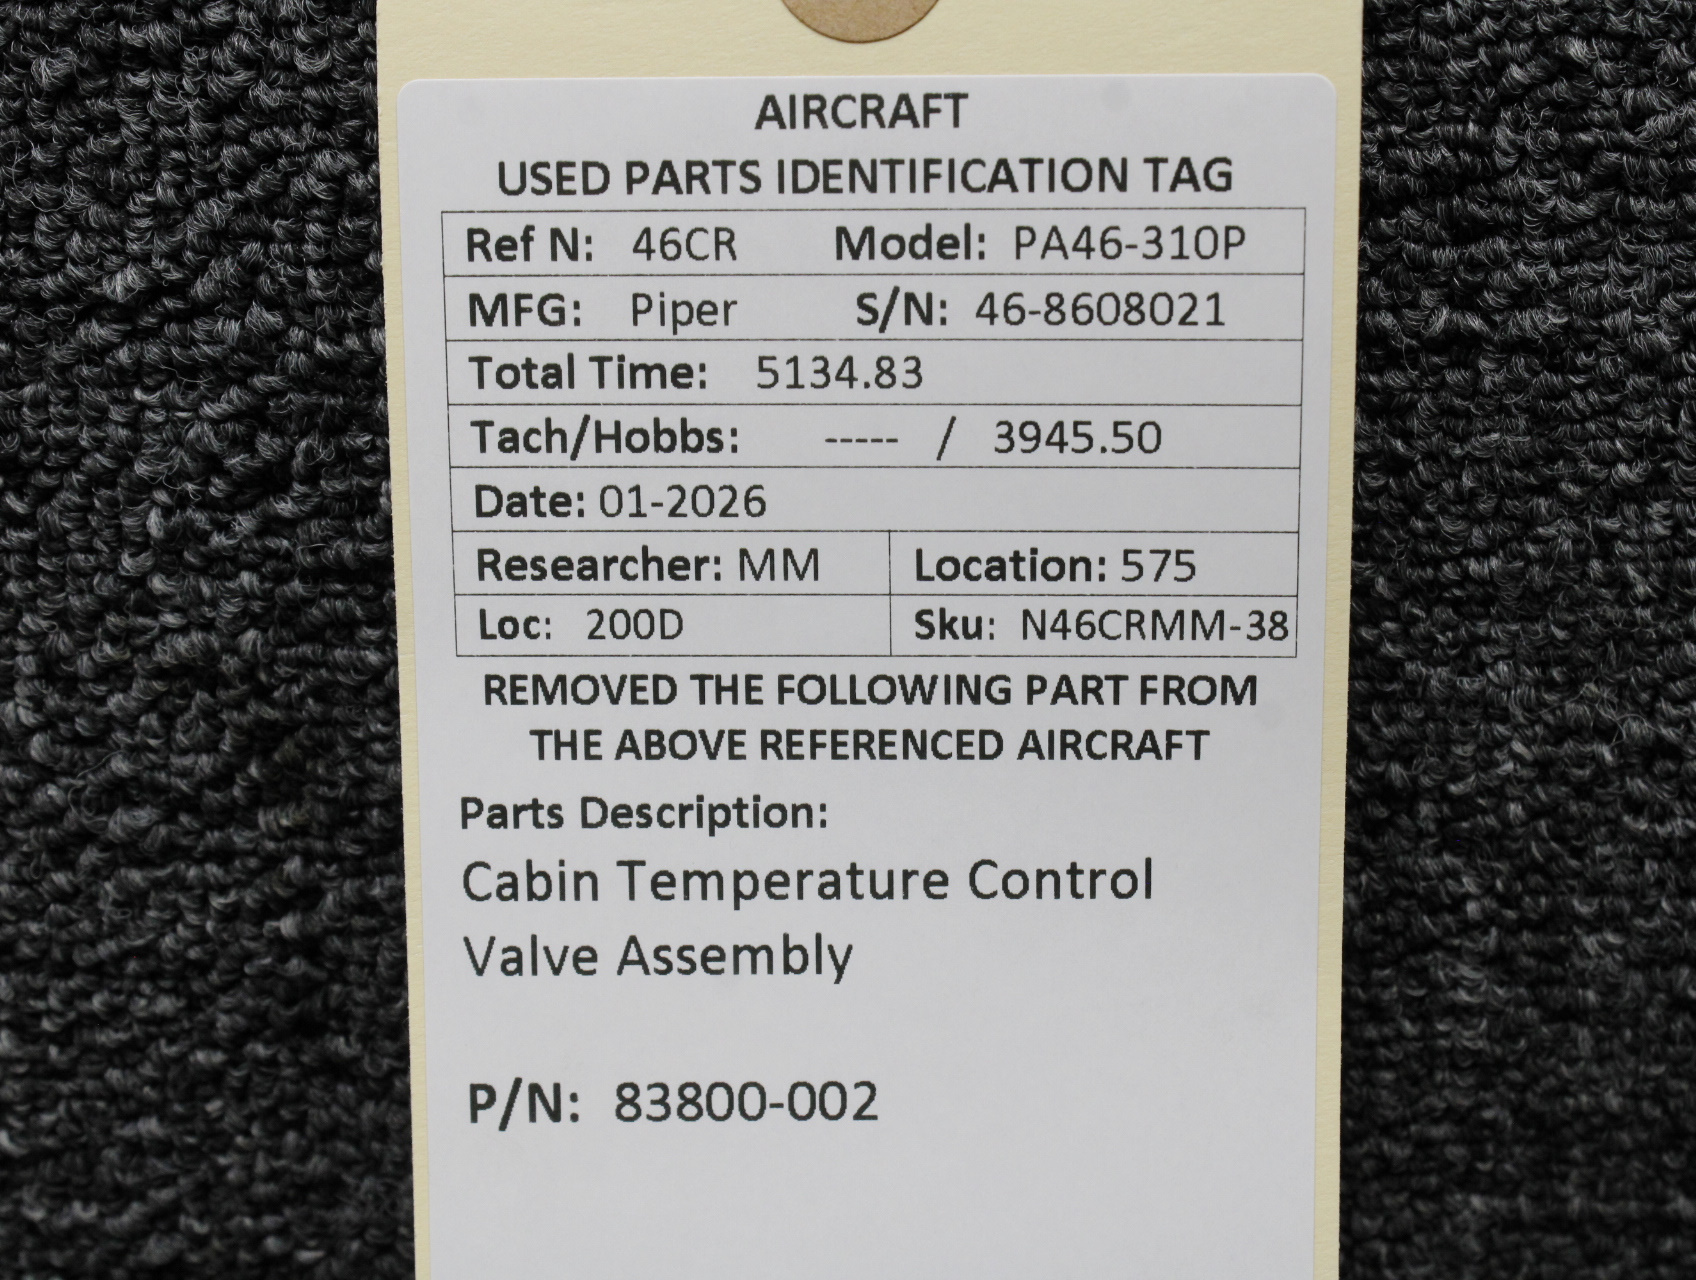 AIRCRAFT
USED PARTS IDENTIFICATION TAG
Ref N: 46CR Model: PA46-310P
MFG: Piper S/N: 46-8608021
Total Time: 5134.83
Tach/Hobbs: ----- / 3945.50
Date: 01-2026
Researcher: MM Location: 575
Loc: 200D Sku: N46CRMM-38
REMOVED THE FOLLOWING PART FROM
THE ABOVE REFERENCED AIRCRAFT
Parts Description:
Cabin Temperature Control
Valve Assembly
P/N: 83800-002